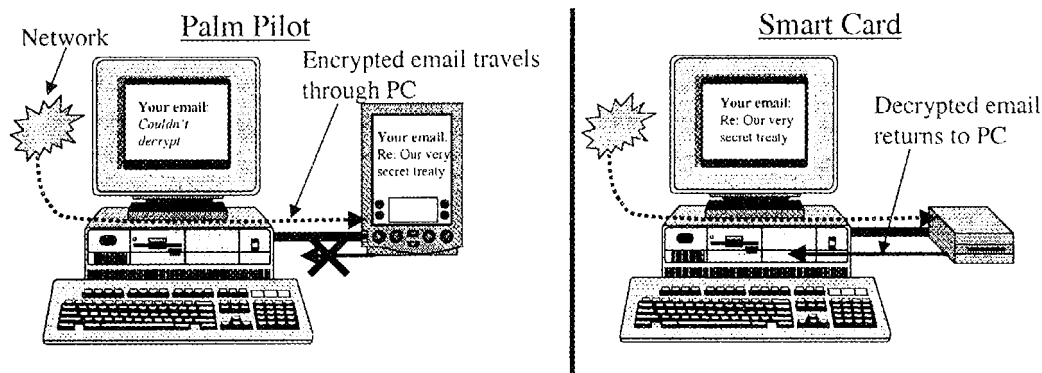 Palm Pilot
Network
Encrypted email travels
through PC
Your email:
Couldn't
decrypt
Your email.
Re: Our very
secret treaty
Smart Card
Your email:
Re: Our very
secret treaty
Decrypted email
returns to PC